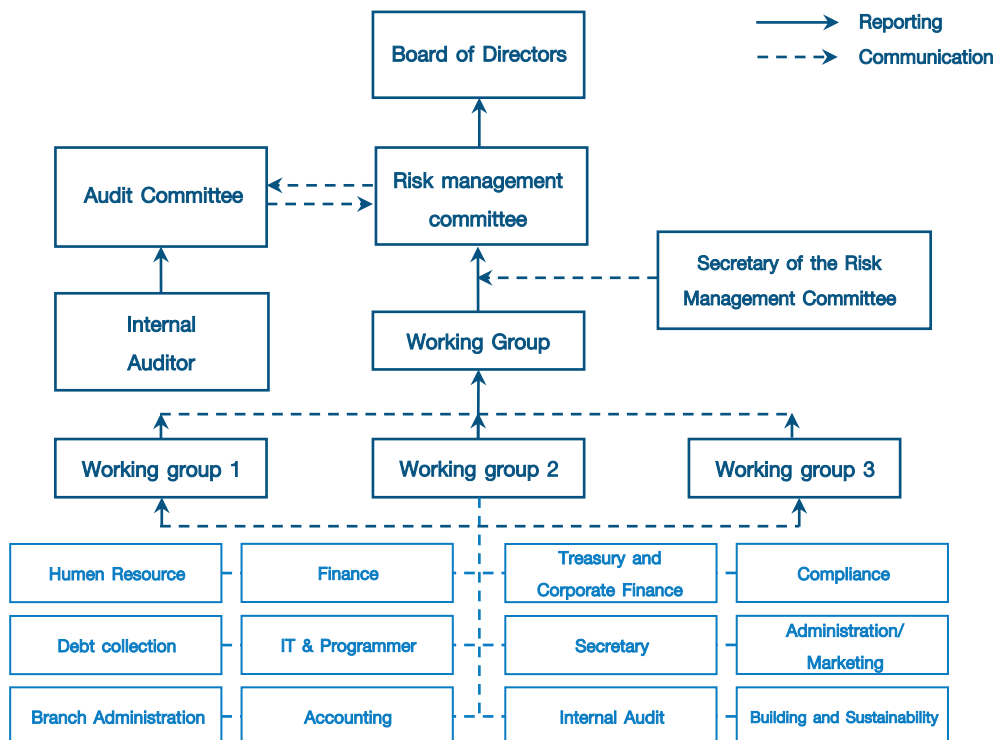 Board of Directors
Reporting
Communication
Audit Committee
Risk management
committee
Secretary of the Risk
Management Committee
Internal
Auditor
Working Group
Working group 1
Working group 2
Working group 3
Humen Resource
Finance
Treasury and
Corporate Finance
Compliance
Debt collection
IT & Programmer
Secretary
Administration/
Marketing
Branch Administration
Accounting
Internal Audit
Building and Sustainability